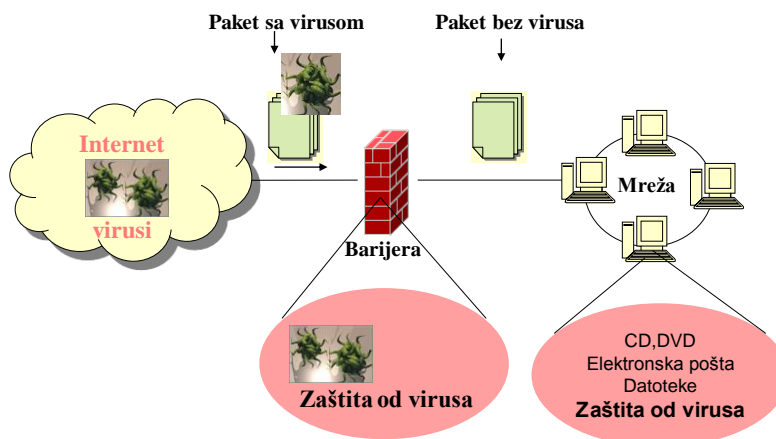 Paket sa virusom
Paket bez virusa
Internet
virusi
Mreža
Barijera
Zaštita od virusa
CD,DVD
Elektronska pošta
Datoteke
Zaštita od virusa